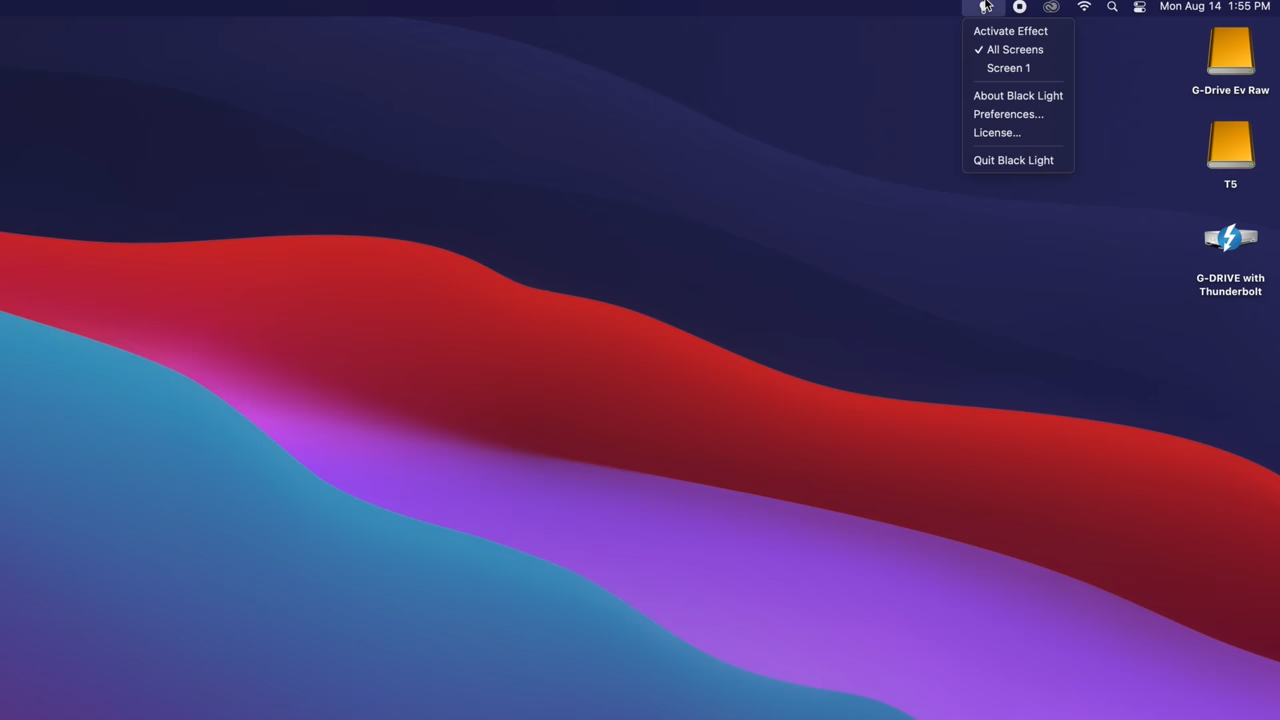 Mon Aug 14 1:55 PM
Activate Effect
✓ All Screens
Screen 1
About Black Light
Preferences...
License...
Quit Black Light
G-Drive Ev Raw
T5
G-DRIVE with
Thunderbolt